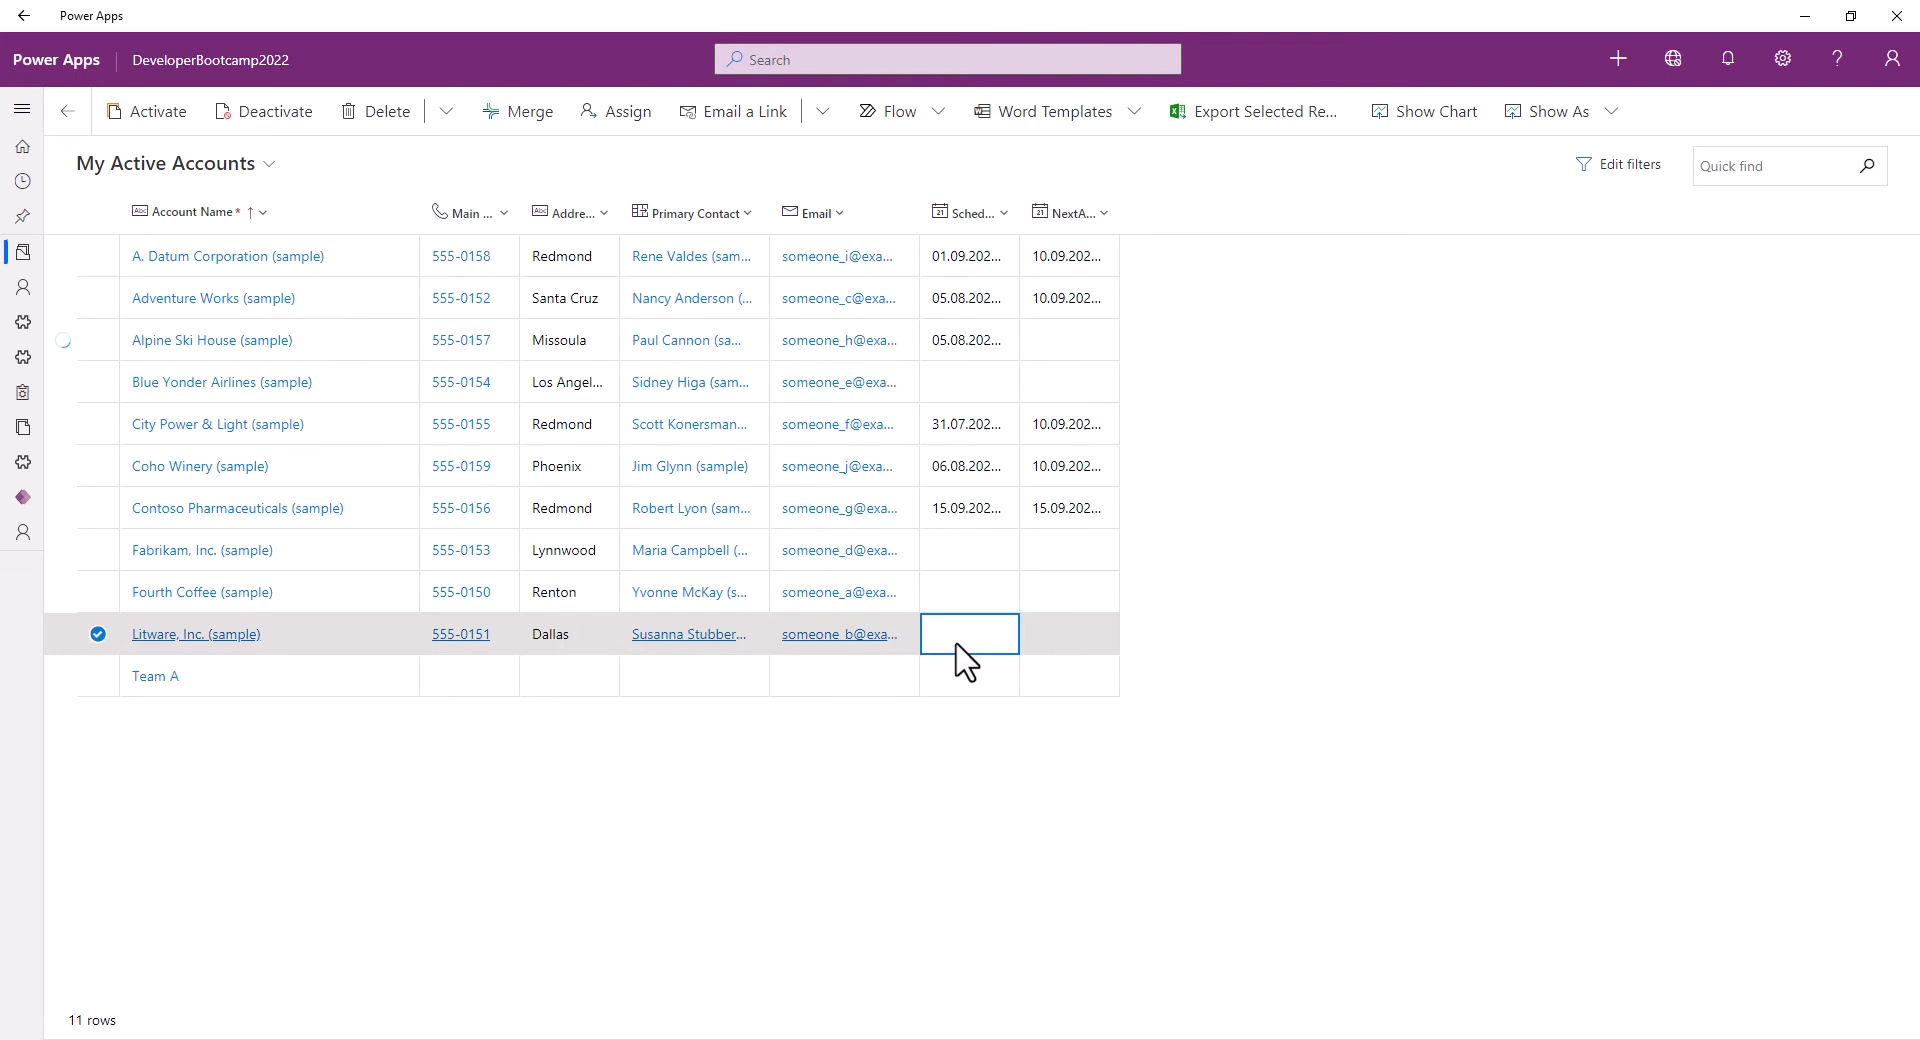 Power Apps
Power Apps DeveloperBootcamp2022 Search
Activate Deactivate Delete Merge Assign Email a Link Flow Word Templates Export Selected Re... Show Chart Show As
My Active Accounts Edit filters Quick find
Account Name* Main ... Addre... Primary Contact Email Sched... NextA...
A. Datum Corporation (sample) 555-0158 Redmond Rene Valdes (sam... someone_i@exa... 01.09.202... 10.09.202...
Adventure Works (sample) 555-0152 Santa Cruz Nancy Anderson (... someone_c@exa... 05.08.202... 10.09.202...
Alpine Ski House (sample) 555-0157 Missoula Paul Cannon (sa... someone_h@exa... 05.08.202...
Blue Yonder Airlines (sample) 555-0154 Los Angel... Sidney Higa (sam... someone_e@exa...
City Power & Light (sample) 555-0155 Redmond Scott Konersman... someone_f@exa... 31.07.202... 10.09.202...
Coho Winery (sample) 555-0159 Phoenix Jim Glynn (sample) someone_j@exa... 06.08.202... 10.09.202...
Contoso Pharmaceuticals (sample) 555-0156 Redmond Robert Lyon (sam... someone_g@exa... 15.09.202... 15.09.202...
Fabrikam, Inc. (sample) 555-0153 Lynnwood Maria Campbell (... someone_d@exa...
Fourth Coffee (sample) 555-0150 Renton Yvonne McKay (s... someone_a@exa...
Litware, Inc. (sample) 555-0151 Dallas Susanna Stubber... someone_b@exa...
Team A
11 rows